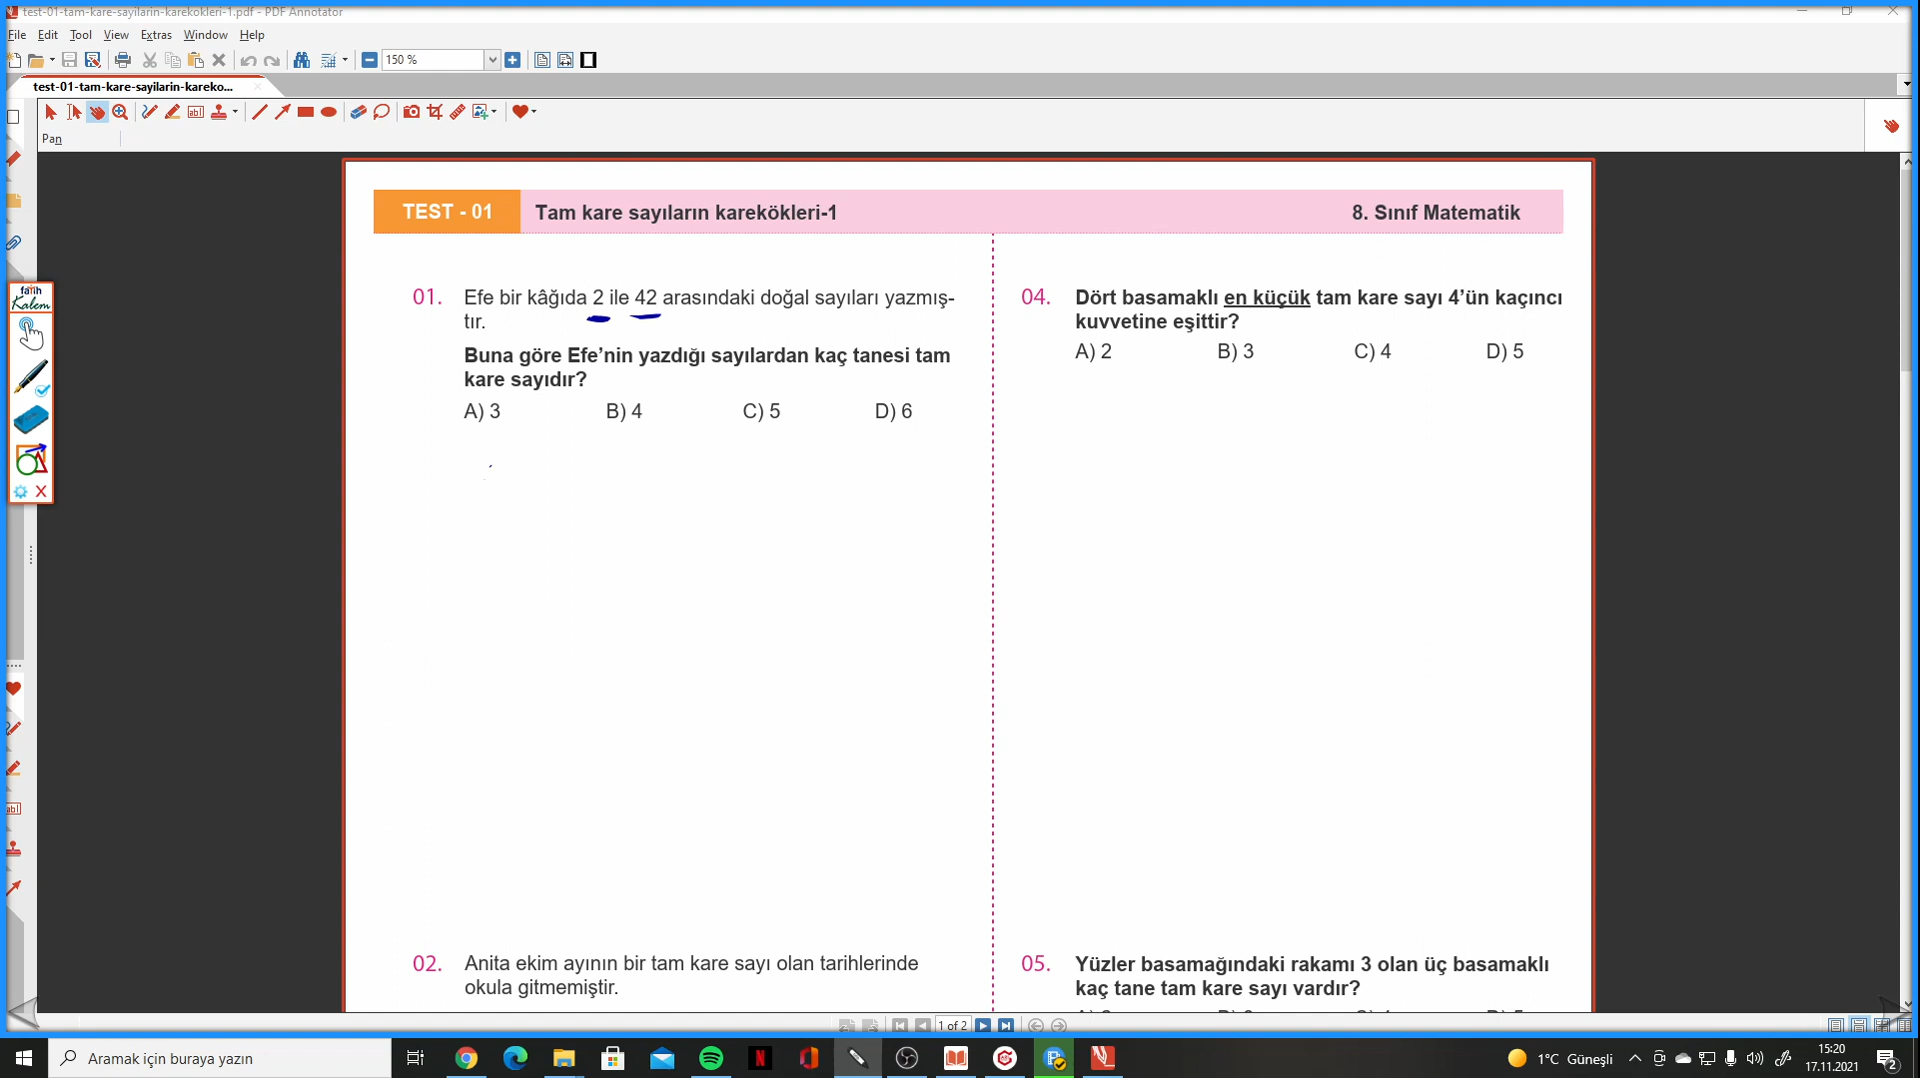 test-01-tam-kare-sayilarin-karekokleri-1.pdf - PDF Annotator
File Edit Tool View Extras Window Help
150 %
test-01-tam-kare-sayilarin-kareko...
Pan
TEST - 01 Tam kare sayıların karekökleri-1 8. Sınıf Matematik
01. Efe bir kâğıda 2 ile 42 arasındaki doğal sayıları yazmış-
tır.
Buna göre Efe’nin yazdığı sayılardan kaç tanesi tam
kare sayıdır?
A) 3 B) 4 C) 5 D) 6
02. Anita ekim ayının bir tam kare sayı olan tarihlerinde
okula gitmemiştir.
04. Dört basamaklı en küçük tam kare sayı 4’ün kaçıncı
kuvvetine eşittir?
A) 2 B) 3 C) 4 D) 5
05. Yüzler basamağındaki rakamı 3 olan üç basamaklı
kaç tane tam kare sayı vardır?
fatih
Kalem
1 of 2
Aramak için buraya yazın
1°C Güneşli
15:20
17.11.2021
2